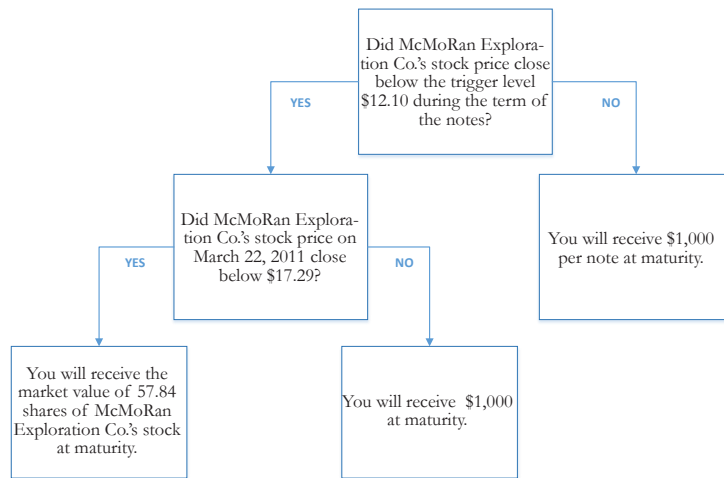 Did McMoRan Explora-
tion Co.'s stock price close
below the trigger level
$12.10 during the term of
the notes?
YES
NO
Did McMoRan Explora-
tion Co.'s stock price on
March 22, 2011 close
below $17.29?
You will receive $1,000
per note at maturity.
YES
NO
You will receive the
market value of 57.84
shares of McMoRan
Exploration Co.'s stock
at maturity.
You will receive $1,000
at maturity.